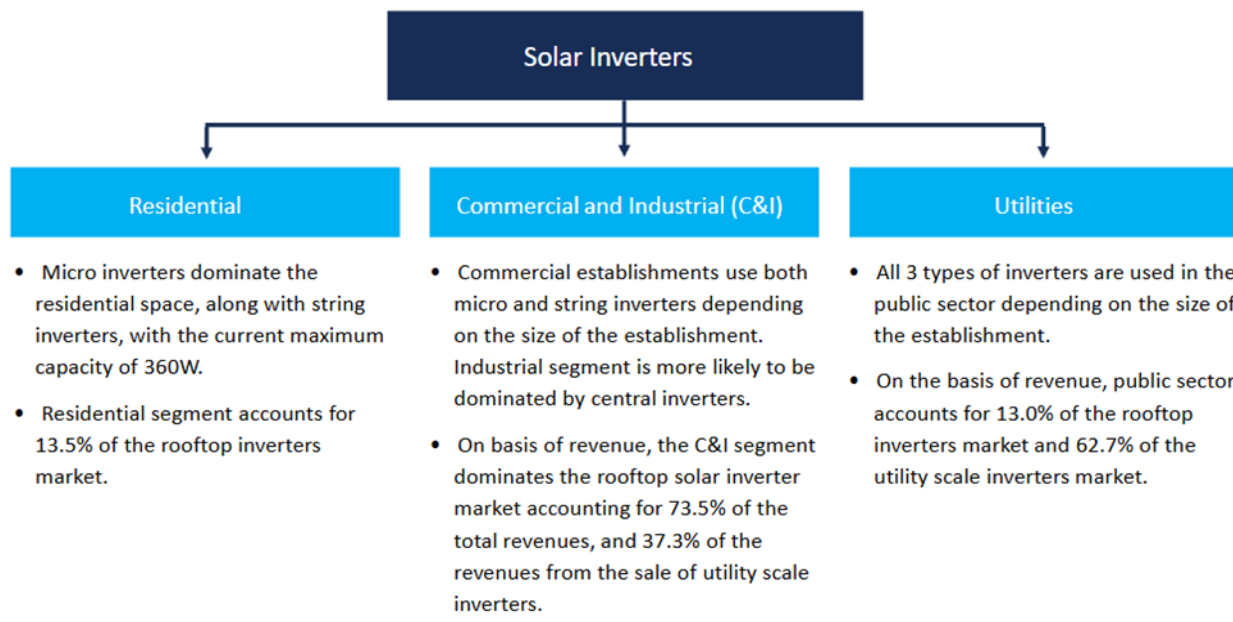 Solar Inverters
Residential
• Micro inverters dominate the
residential space, along with string
inverters, with the current maximum
capacity of 360W.
• Residential segment accounts for
13.5% of the rooftop inverters
market.
Commercial and Industrial (C&I)
• Commercial establishments use both
micro and string inverters depending
on the size of the establishment.
Industrial segment is more likely to be
dominated by central inverters.
• On basis of revenue, the C&I segment
dominates the rooftop solar inverter
market accounting for 73.5% of the
total revenues, and 37.3% of the
revenues from the sale of utility scale
inverters.
Utilities
• All 3 types of inverters are used in the
public sector depending on the size of
the establishment.
• On the basis of revenue, public sector
accounts for 13.0% of the rooftop
inverters market and 62.7% of the
utility scale inverters market.